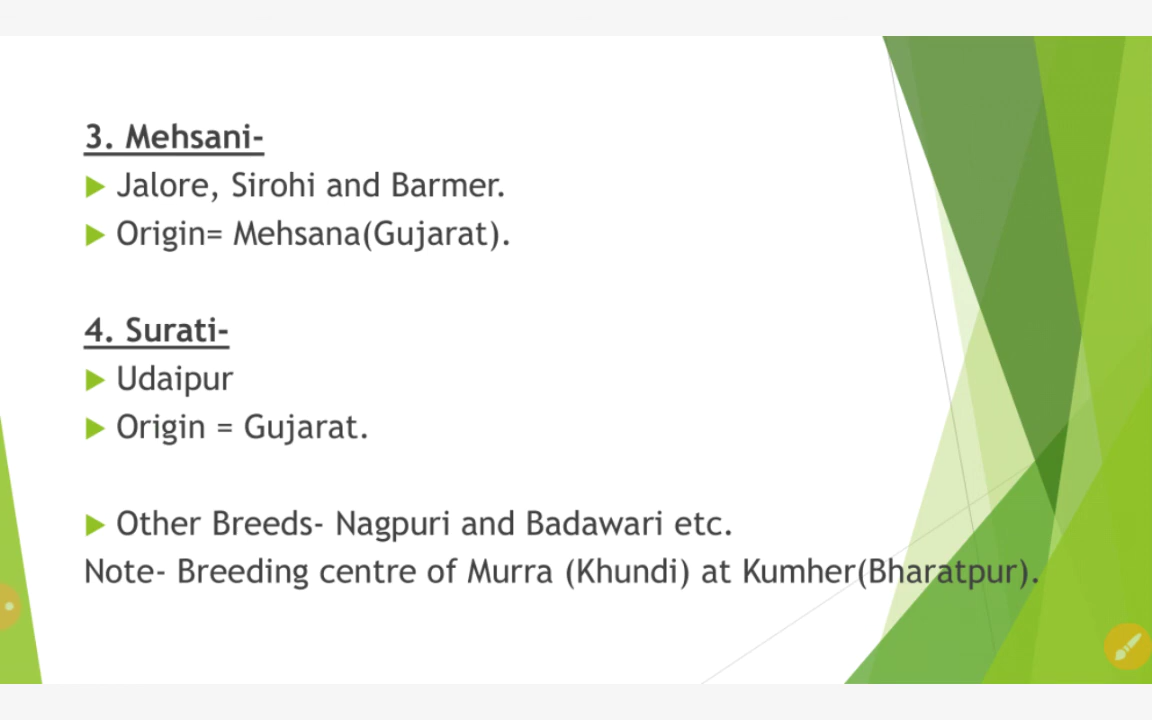 3. Mehsani-
Jalore, Sirohi and Barmer.
Origin= Mehsana(Gujarat).
4. Surati-
Udaipur
Origin = Gujarat.
Other Breeds- Nagpuri and Badawari etc.
Note- Breeding centre of Murra (Khundi) at Kumher(Bharatpur).